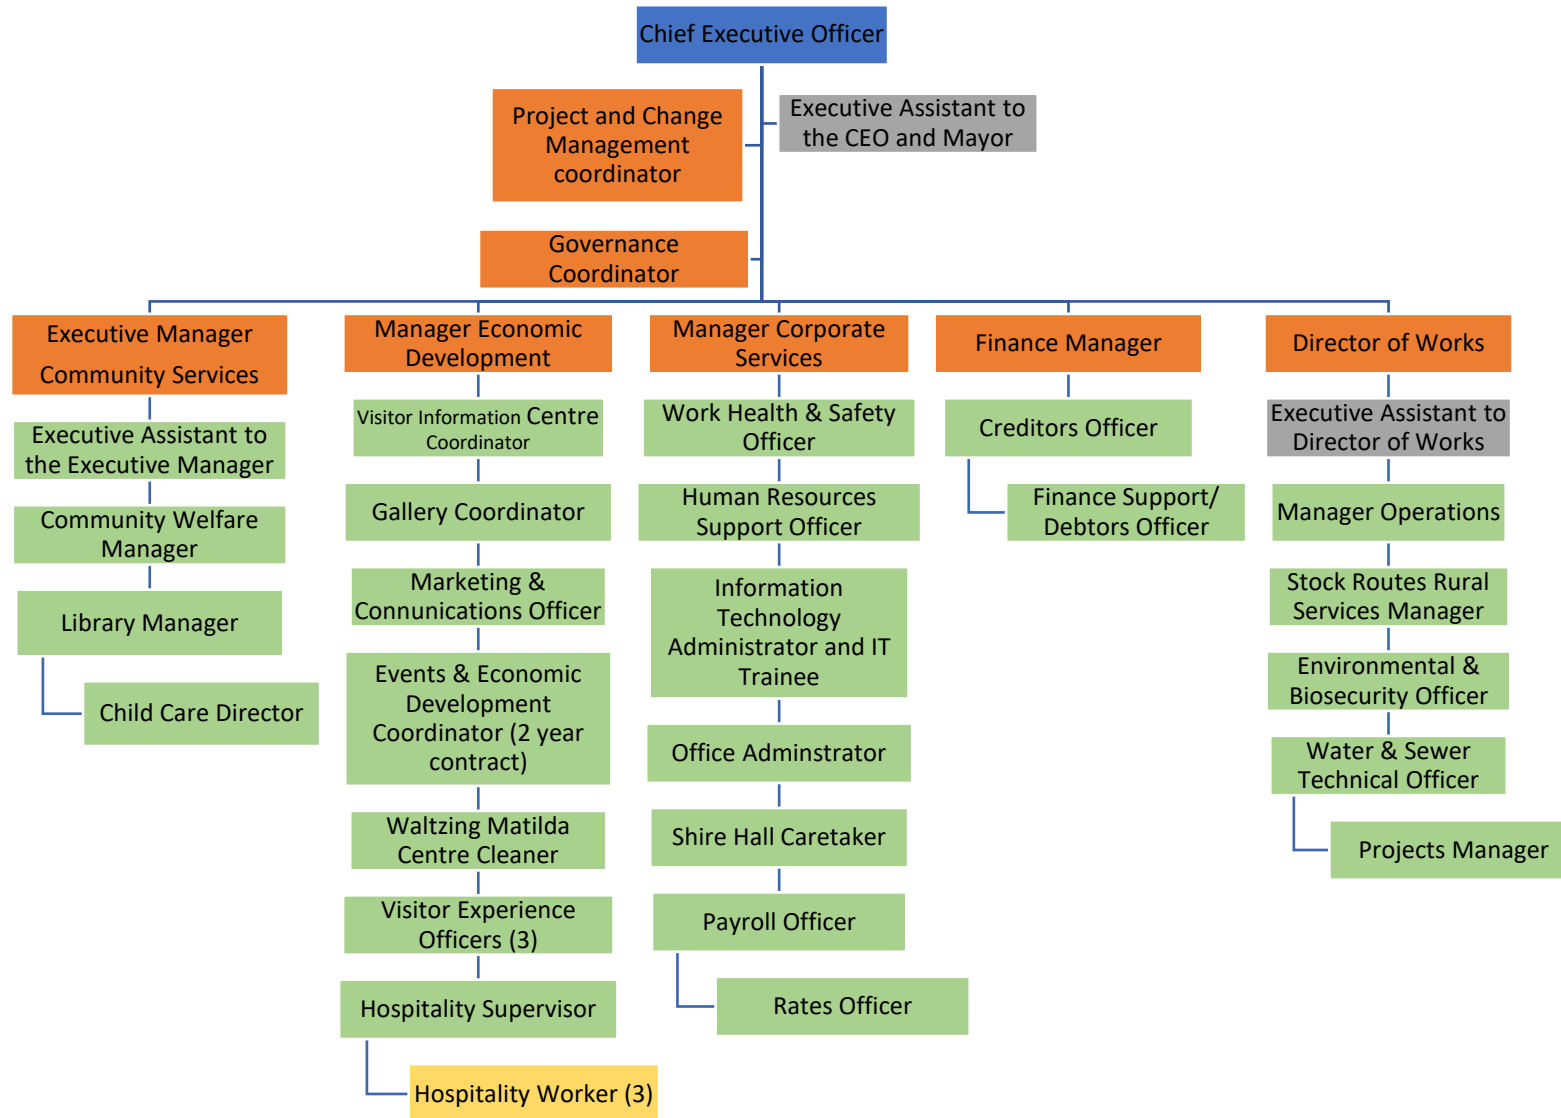 Chief Executive Officer
Project and Change
Management
coordinator
Executive Assistant to
the CEO and Mayor
Governance
Coordinator
Executive Manager
Community Services
Executive Assistant to
the Executive Manager
Community Welfare
Manager
Library Manager
Child Care Director
Manager Economic
Development
Visitor Information Centre
Coordinator
Gallery Coordinator
Marketing &
Connunications Officer
Events & Economic
Development
Coordinator (2 year
contract)
Waltzing Matilda
Centre Cleaner
Visitor Experience
Officers (3)
Hospitality Supervisor
Hospitality Worker (3)
Manager Corporate
Services
Work Health & Safety
Officer
Human Resources
Support Officer
Information
Technology
Administrator and IT
Trainee
Office Adminstrator
Shire Hall Caretaker
Payroll Officer
Rates Officer
Finance Manager
Creditors Officer
Finance Support/
Debtors Officer
Director of Works
Executive Assistant to
Director of Works
Manager Operations
Stock Routes Rural
Services Manager
Environmental &
Biosecurity Officer
Water & Sewer
Technical Officer
Projects Manager